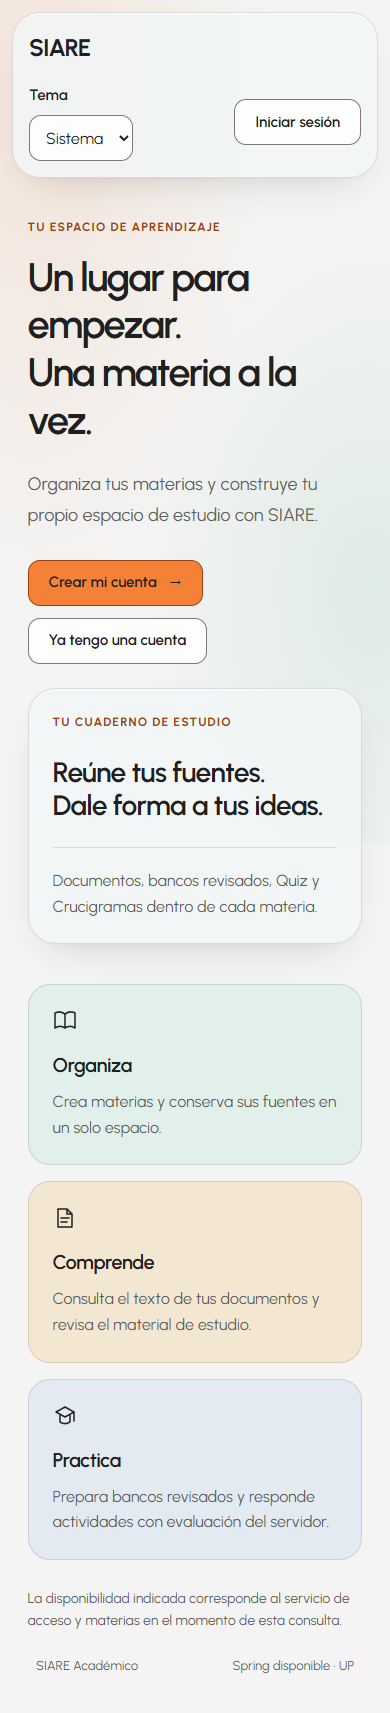 SIARE
Tema
Sistema
Iniciar sesión
TU ESPACIO DE APRENDIZAJE
Un lugar para
empezar.
Una materia a la
vez.
Organiza tus materias y construye tu
propio espacio de estudio con SIARE.
Crear mi cuenta →
Ya tengo una cuenta
TU CUADERNO DE ESTUDIO
Reúne tus fuentes.
Dale forma a tus ideas.
Documentos, bancos revisados, Quiz y
Crucigramas dentro de cada materia.
Organiza
Crea materias y conserva sus fuentes en
un solo espacio.
Comprende
Consulta el texto de tus documentos y
revisa el material de estudio.
Practica
Prepara bancos revisados y responde
actividades con evaluación del servidor.
La disponibilidad indicada corresponde al servicio de
acceso y materias en el momento de esta consulta.
SIARE Académico
Spring disponible · UP